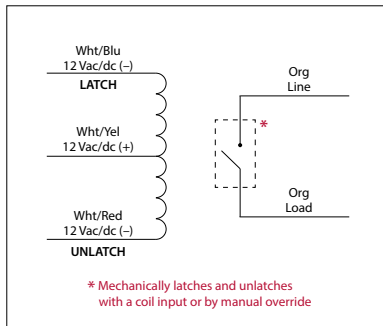 Wht/Blu
12 Vac/dc (–)
LATCH
Wht/Yel
12 Vac/dc (+)
Wht/Red
12 Vac/dc (–)
UNLATCH
Org
Line
*
Org
Load
* Mechanically latches and unlatches
with a coil input or by manual override